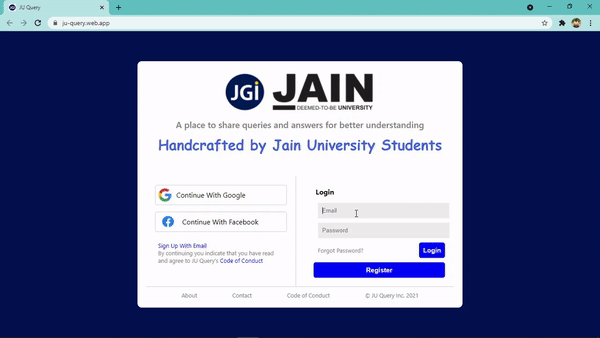 JU Query
ju-query.web.app
JGi JAIN
DEEMED-TO-BE UNIVERSITY
A place to share queries and answers for better understanding
Handcrafted by Jain University Students
Continue With Google
Continue With Facebook
Sign Up With Email
By continuing you indicate that you have read
and agree to JU Query's Code of Conduct
Login
Email
Password
Forgot Password?
Login
Register
About
Contact
Code of Conduct
© JU Query Inc. 2021